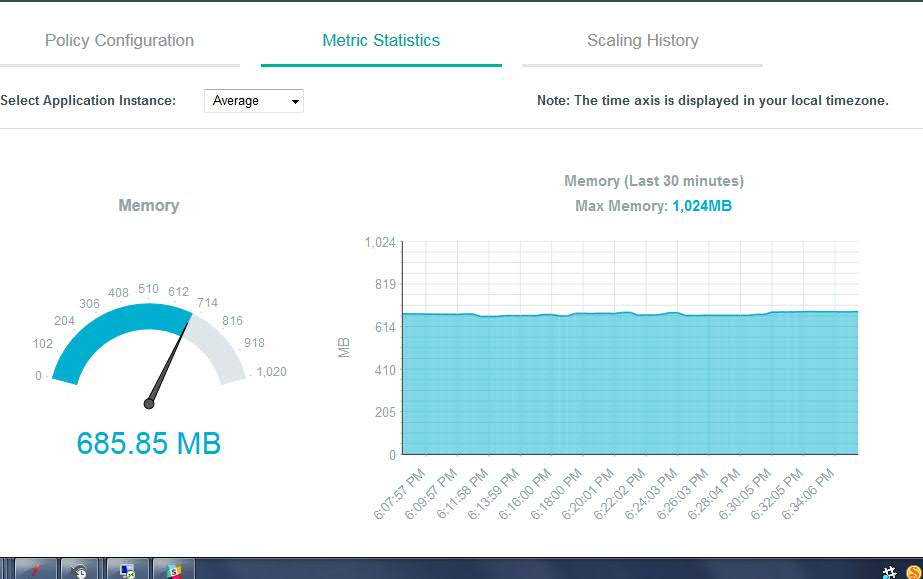 Policy Configuration
Metric Statistics
Scaling History
Select Application Instance:
Average
Note: The time axis is displayed in your local timezone.
Memory
0
102
204
306
408
510
612
714
816
918
1,020
685.85 MB
Memory (Last 30 minutes)
Max Memory: 1,024MB
1,024
819
614
410
205
0
MB
6:07:57 PM
6:09:57 PM
6:11:58 PM
6:13:59 PM
6:16:00 PM
6:18:00 PM
6:20:01 PM
6:22:02 PM
6:24:03 PM
6:26:03 PM
6:28:04 PM
6:30:05 PM
6:32:05 PM
6:34:06 PM